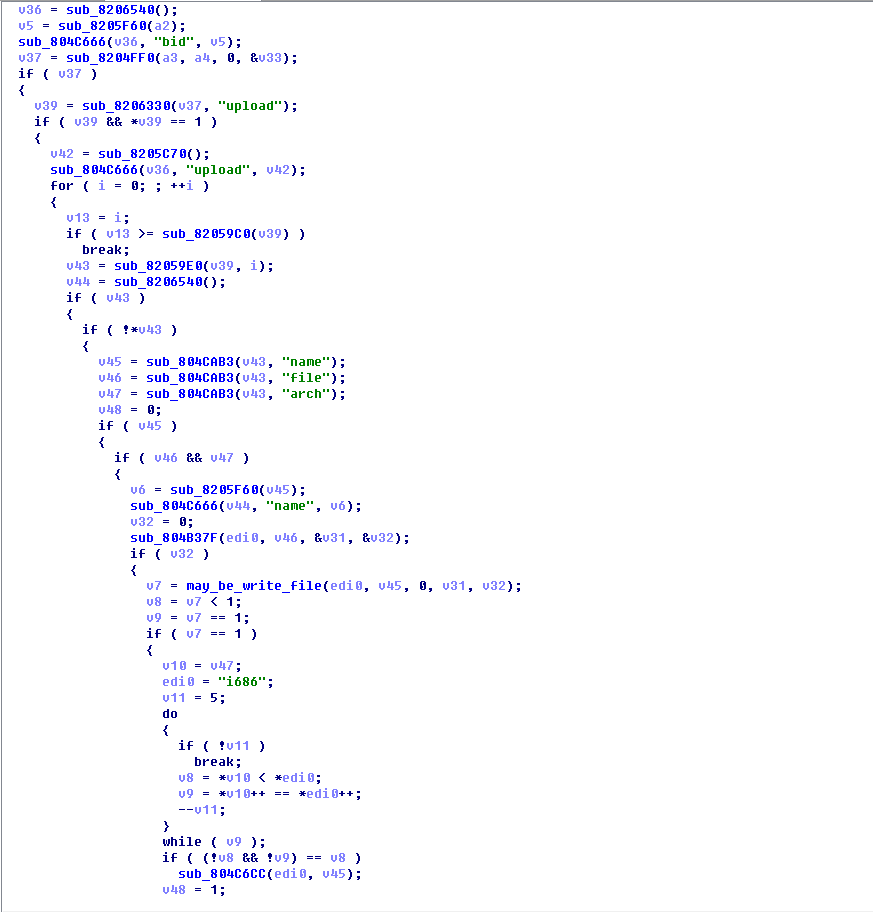 v36 = sub_8206540();
v5 = sub_8205F60(a2);
sub_804C666(v36, "bid", v5);
v37 = sub_8204FF0(a3, a4, 0, &v33);
if ( v37 )
{
v39 = sub_8206330(v37, "upload");
if ( v39 && *v39 == 1 )
{
v42 = sub_8205C70();
sub_804C666(v36, "upload", v42);
for ( i = 0; ; ++i )
{
v13 = i;
if ( v13 >= sub_82059C0(v39) )
break;
v43 = sub_82059E0(v39, i);
v44 = sub_8206540();
if ( v43 )
{
if ( !*v43 )
{
v45 = sub_804CAB3(v43, "name");
v46 = sub_804CAB3(v43, "file");
v47 = sub_804CAB3(v43, "arch");
v48 = 0;
if ( v45 )
{
if ( v46 && v47 )
{
v6 = sub_8205F60(v45);
sub_804C666(v44, "name", v6);
v32 = 0;
sub_804B37F(edi0, v46, &v31, &v32);
if ( v32 )
{
v7 = may_be_write_file(edi0, v45, 0, v31, v32);
v8 = v7 < 1;
v9 = v7 == 1;
if ( v7 == 1 )
{
v10 = v47;
edi0 = "i686";
v11 = 5;
do
{
if ( !v11 )
break;
v8 = *v10 < *edi0;
v9 = *v10++ == *edi0++;
--v11;
}
while ( v9 );
if ( (!v8 && !v9) == v8 )
sub_804C6CC(edi0, v45);
v48 = 1;